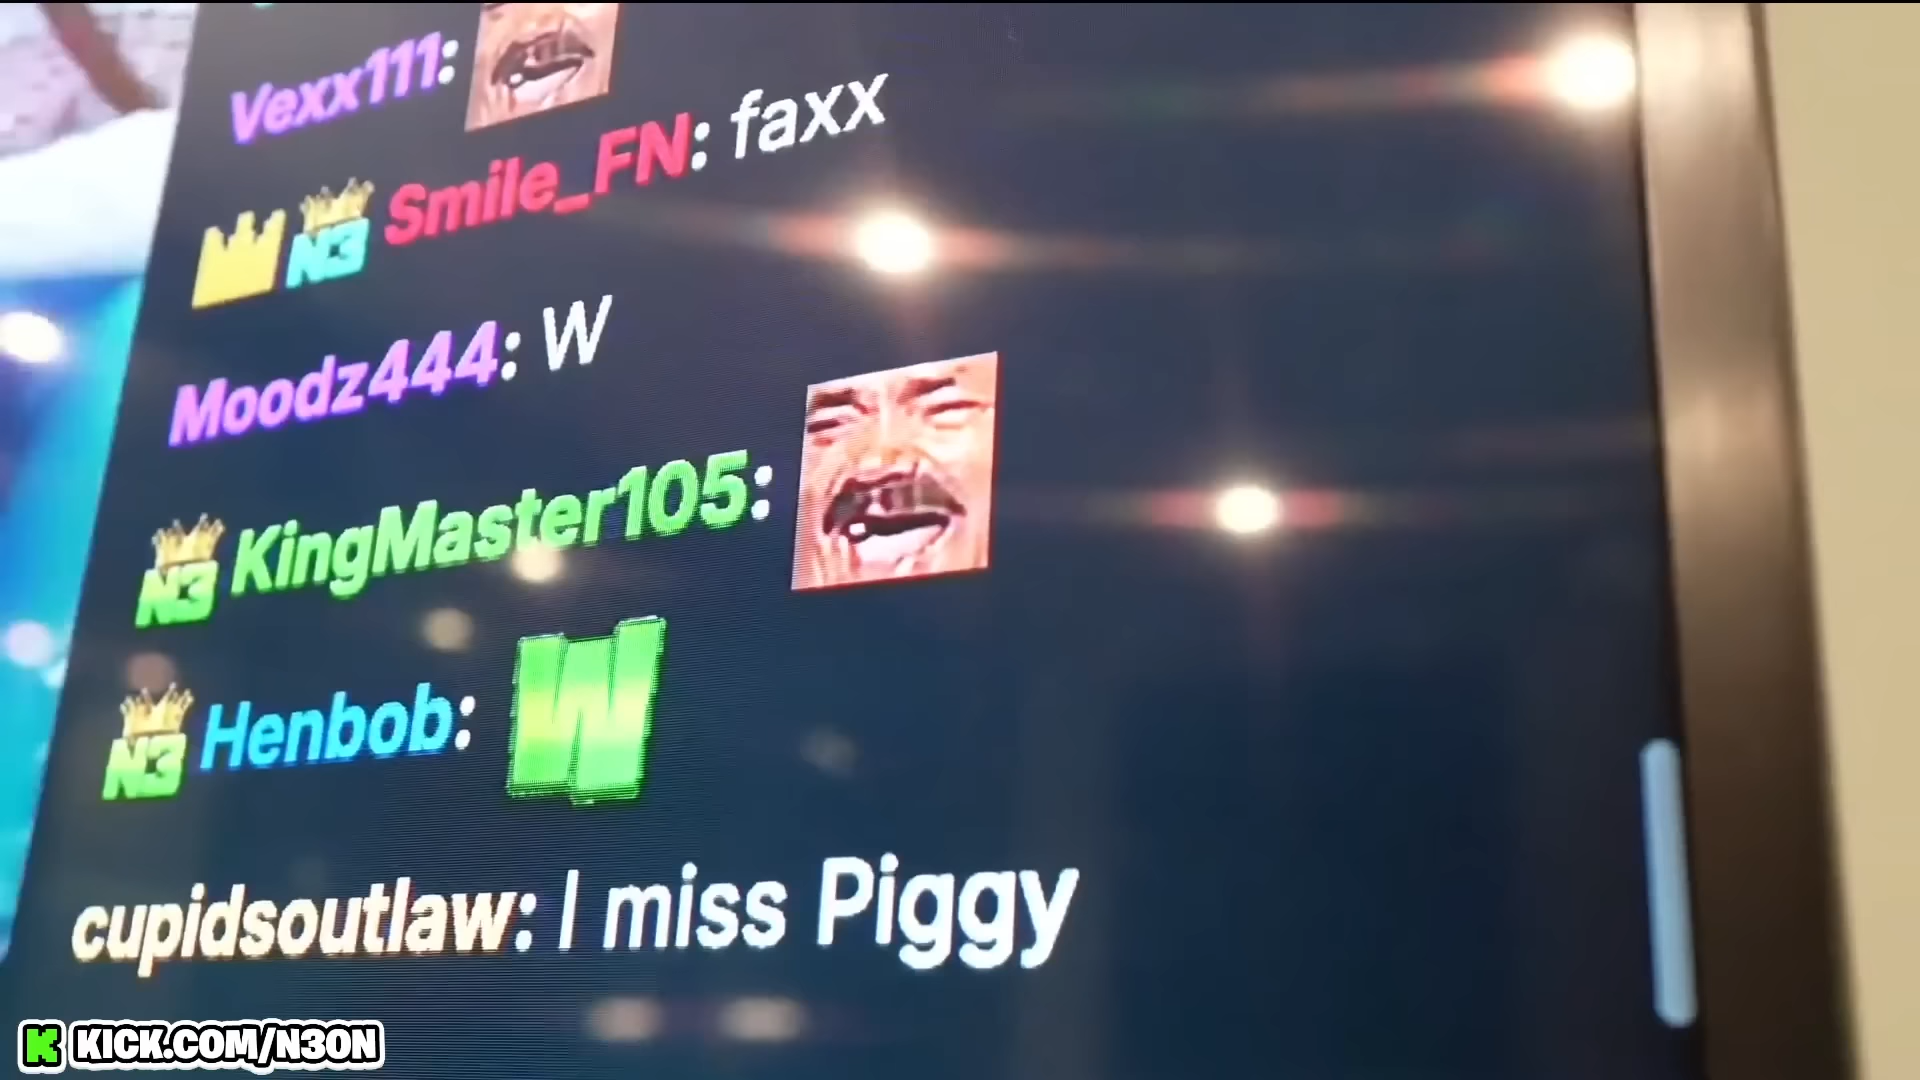 Vexx111:
N3 Smile_FN: faxx
Moodz444: W
N3 KingMaster105:
N3 Henbob: W
cupidsoutlaw: I miss Piggy
K KICK.COM/N3ON